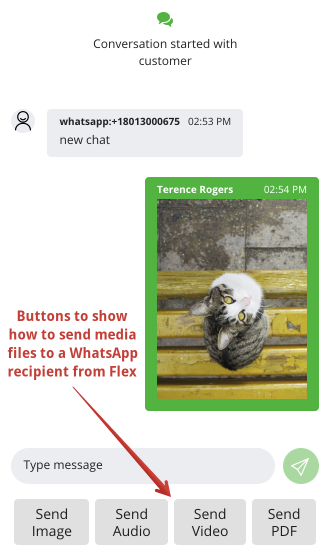 Conversation started with
customer
whatsapp:+18013000675 02:53 PM
new chat
Terence Rogers 02:54 PM
Buttons to show
how to send media
files to a WhatsApp
recipient from Flex
Type message
Send
Image
Send
Audio
Send
Video
Send
PDF